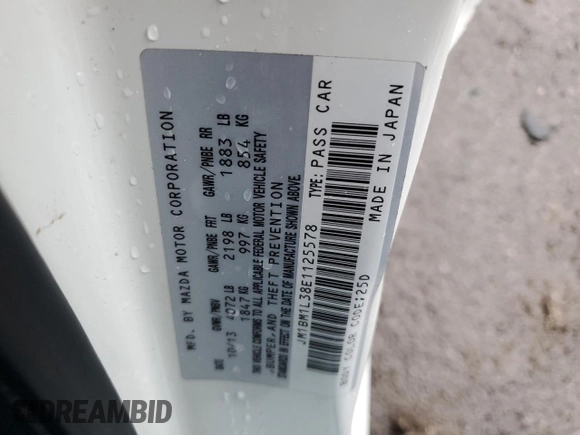 MFD. BY MAZDA MOTOR CORPORATION
DATE GVWR/PNBV GAWR/PNBE FRT GAWR/PNBE RR
10/13 4072 LB 2198 LB 1883 LB
1847 KG 997 KG 854 KG
THIS VEHICLE CONFORMS TO ALL APPLICABLE FEDERAL MOTOR VEHICLE SAFETY
,BUMPER,AND THEFT PREVENTION
STANDARDS IN EFFECT ON THE DATE OF MANUFACTURE SHOWN ABOVE.
JM1BM1L38E1125578 TYPE: PASS CAR
MADE IN JAPAN
BODY COLOR CODE:25D
DREAMBID